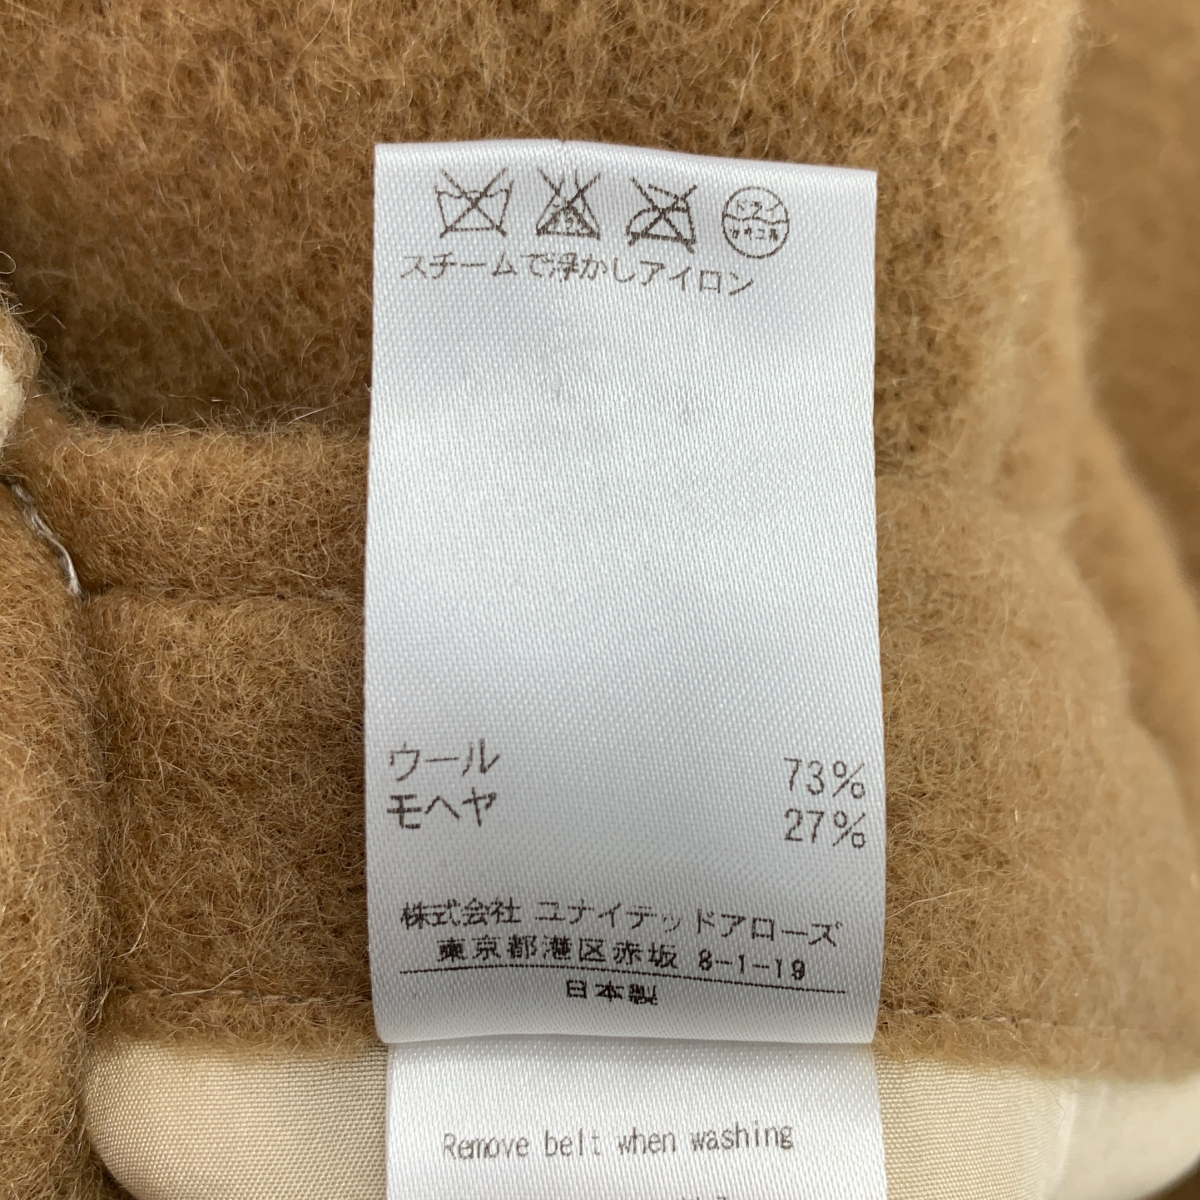 ドライ
セキユ系
スチームで浮かしアイロン
ウール 73%
モヘヤ 27%
株式会社 ユナイテッドアローズ
東京都港区赤坂 8-1-19
日本製
Remove belt when washing